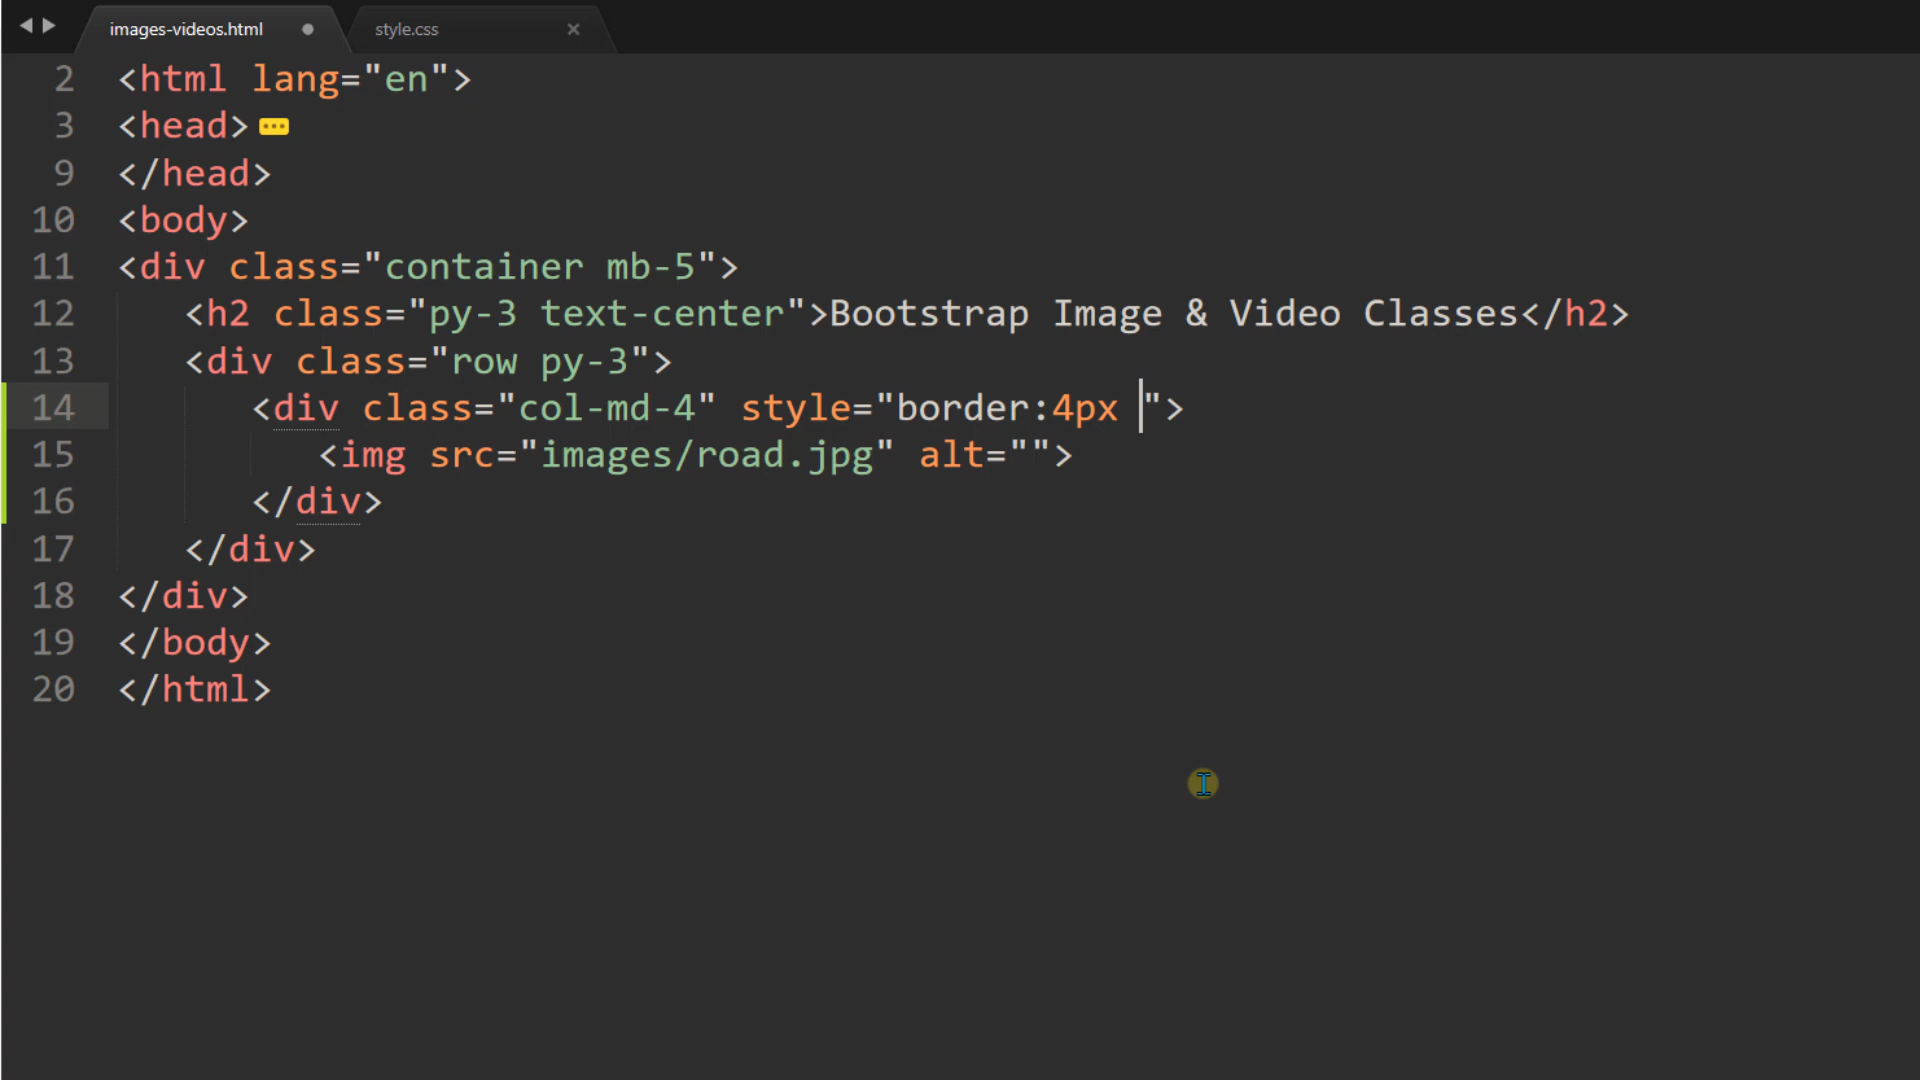 images-videos.html
style.css
2 <html lang="en">
3 <head>
9 </head>
10 <body>
11 <div class="container mb-5">
12 <h2 class="py-3 text-center">Bootstrap Image & Video Classes</h2>
13 <div class="row py-3">
14 <div class="col-md-4" style="border:4px ">
15 <img src="images/road.jpg" alt="">
16 </div>
17 </div>
18 </div>
19 </body>
20 </html>